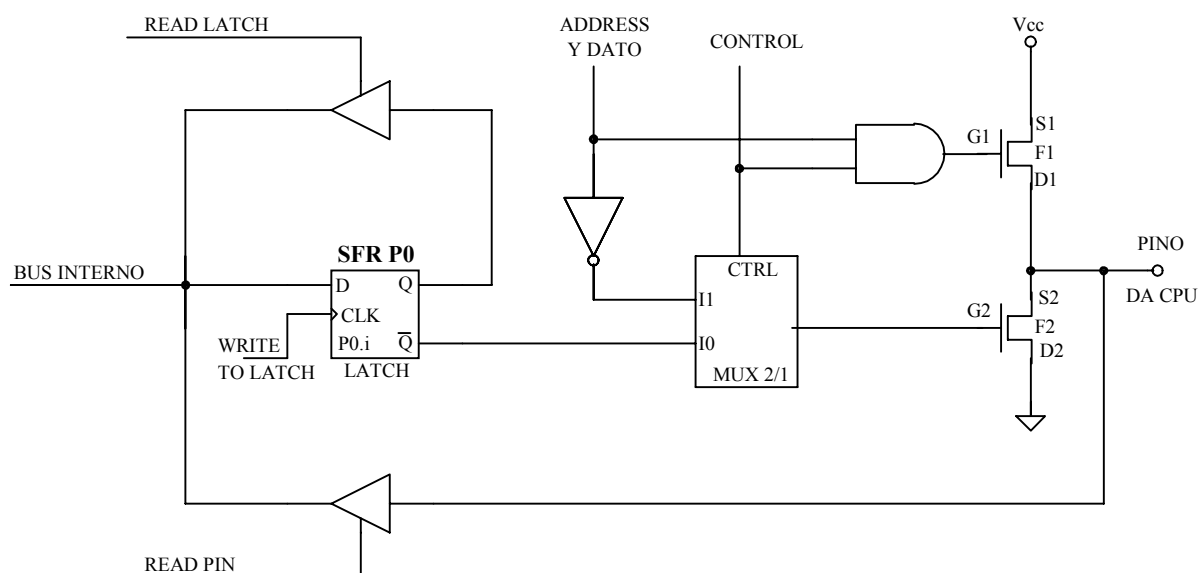 READ LATCH
ADDRESS
Y DATO
CONTROL
Vcc
S1
G1
F1
D1
SFR P0
BUS INTERNO
D
Q
CLK
P0.i
Q̅
WRITE
TO LATCH
LATCH
CTRL
I1
I0
MUX 2/1
PINO
DA CPU
S2
G2
F2
D2
READ PIN